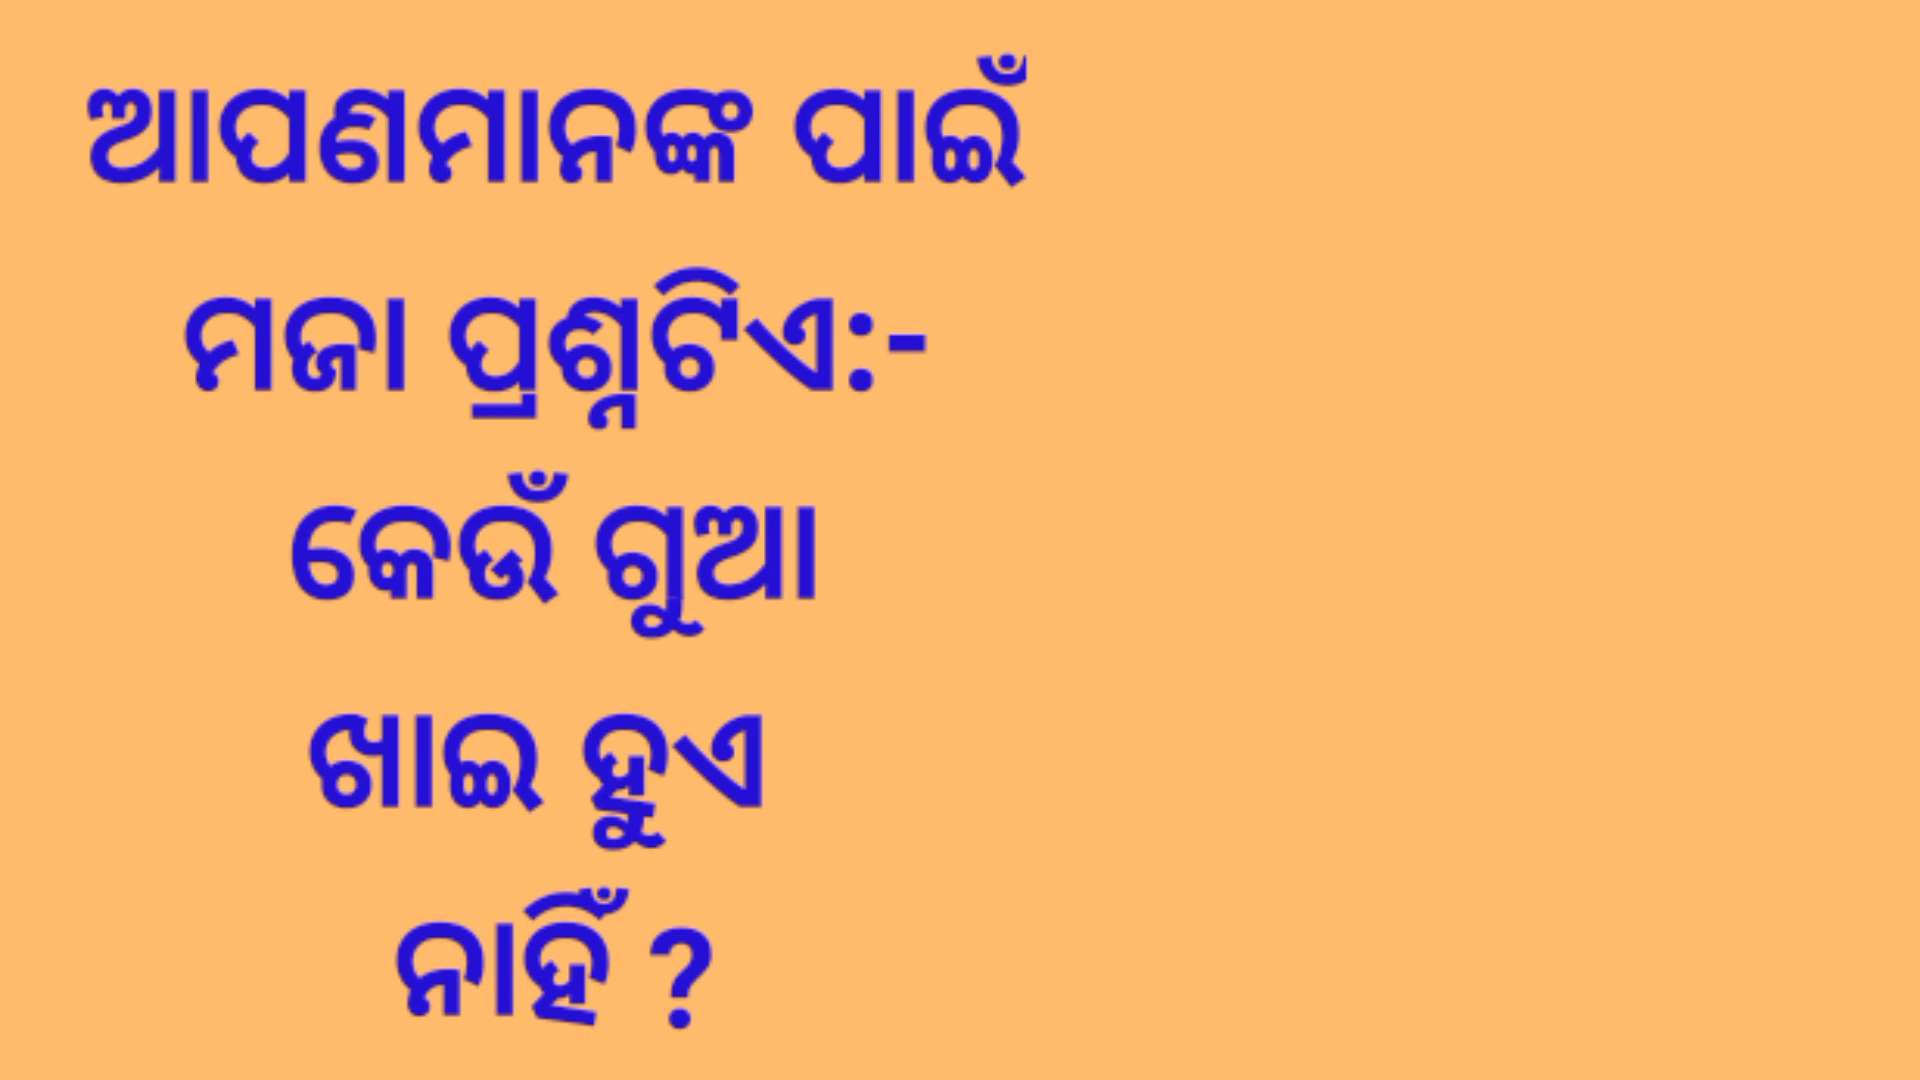 ଆପଣମାନଙ୍କ ପାଇଁ
ମଜା ପ୍ରଶ୍ନଟିଏ:-
କେଉଁ ଗୁଆ
ଖାଇ ହୁଏ
ନାହିଁ ?